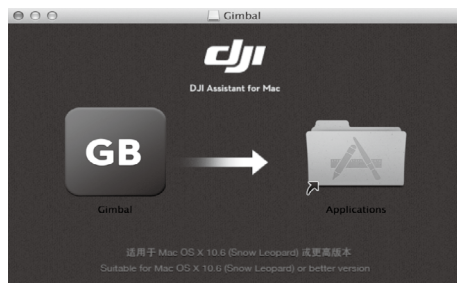 Gimbal
dji
DJI Assistant for Mac
GB
Gimbal
Applications
适用于 Mac OS X 10.6 (Snow Leopard) 或更高版本
Suitable for Mac OS X 10.6 (Snow Leopard) or better version